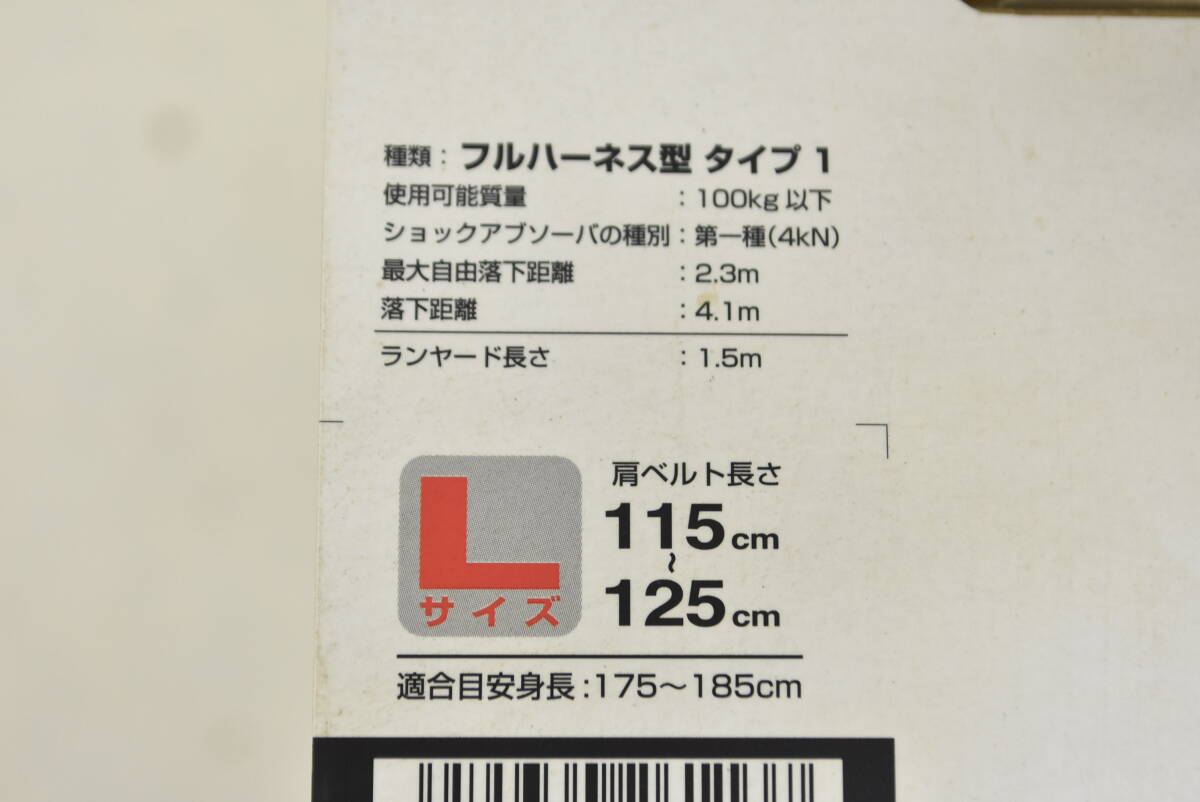 種類：フルハーネス型 タイプ 1
使用可能質量　：100kg 以下
ショックアブソーバの種別：第一種(4kN)
最大自由落下距離　：2.3m
落下距離　：4.1m
ランヤード長さ　：1.5m
L
サイズ
肩ベルト長さ
115cm
～
125cm
適合目安身長：175～185cm